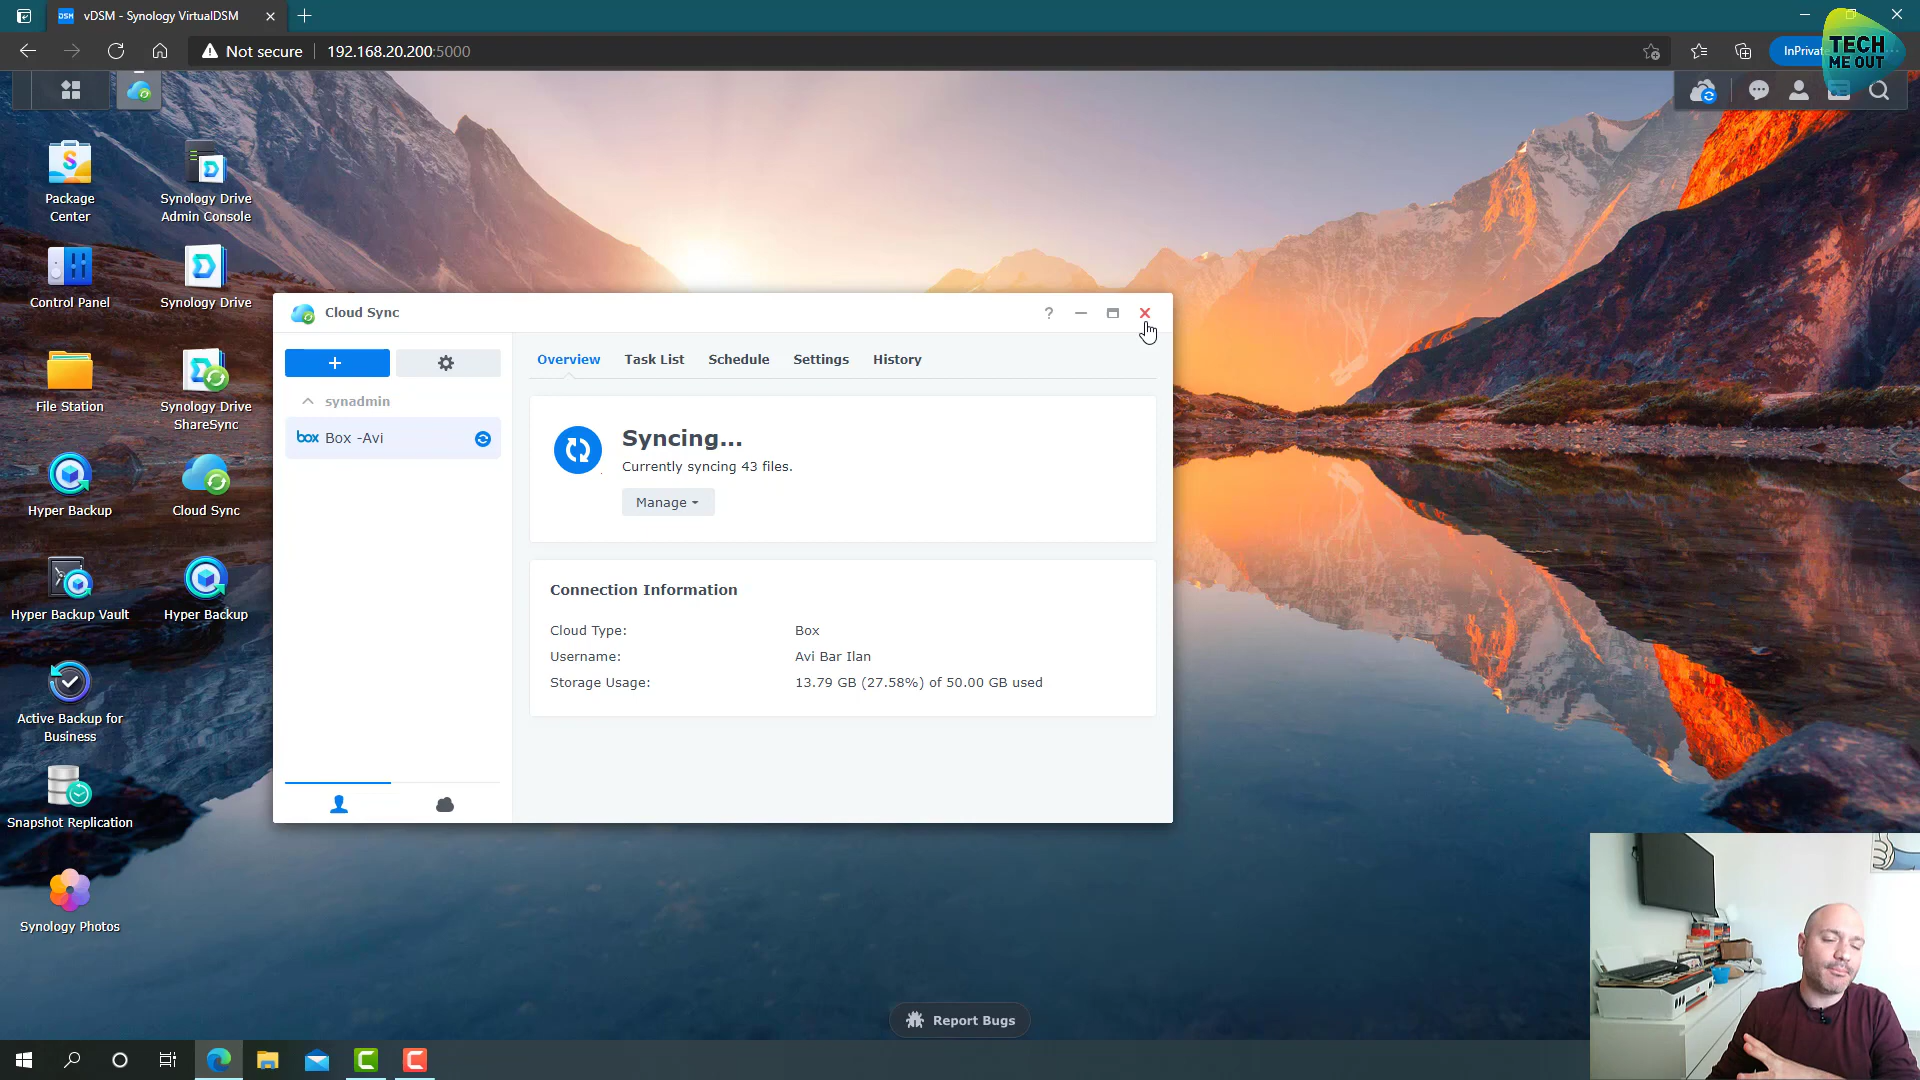 vDSM - Synology VirtualDSM
Not secure
192.168.20.200:5000
InPrivate
TECH
ME OUT
Package
Center
Synology Drive
Admin Console
Control Panel
Synology Drive
File Station
Synology Drive
ShareSync
Hyper Backup
Cloud Sync
Hyper Backup Vault
Hyper Backup
Active Backup for
Business
Snapshot Replication
Synology Photos
Cloud Sync
?
+
synadmin
box Box -Avi
Overview
Task List
Schedule
Settings
History
Syncing...
Currently syncing 43 files.
Manage
Connection Information
Cloud Type: Box
Username: Avi Bar Ilan
Storage Usage: 13.79 GB (27.58%) of 50.00 GB used
Report Bugs